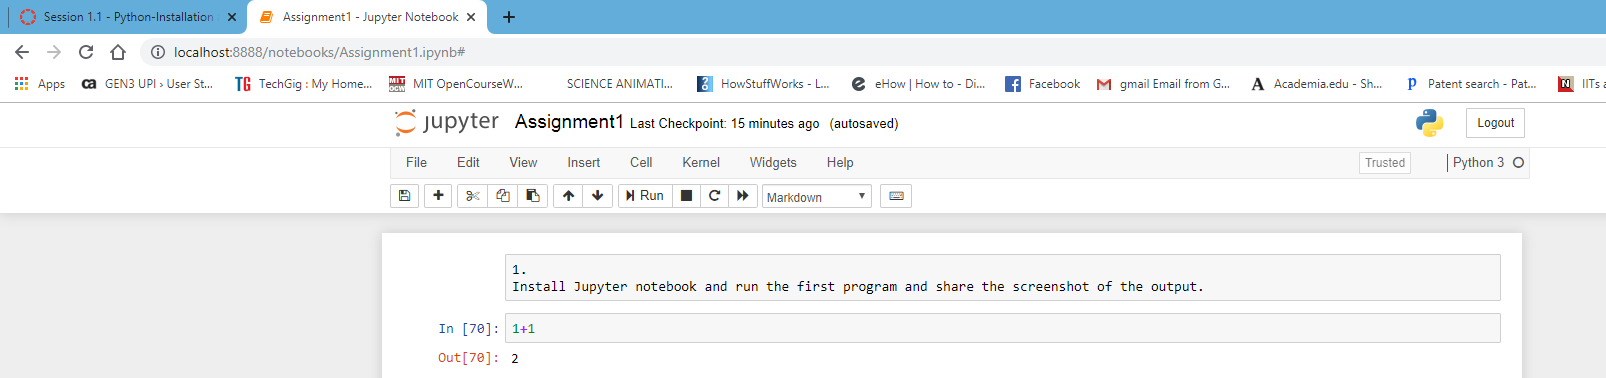 Session 1.1 - Python-Installation
Assignment1 - Jupyter Notebook
localhost:8888/notebooks/Assignment1.ipynb#
Apps
ca GEN3 UPI › User St...
TG TechGig : My Home...
MIT OCW MIT OpenCourseW...
SCIENCE ANIMATI...
HowStuffWorks - L...
eHow | How to - Di...
Facebook
gmail Email from G...
A Academia.edu - Sh...
Patent search - Pat...
N IITs a
jupyter Assignment1 Last Checkpoint: 15 minutes ago (autosaved)
Logout
File Edit View Insert Cell Kernel Widgets Help
Trusted
Python 3
Run
Markdown
1.
Install Jupyter notebook and run the first program and share the screenshot of the output.
In [70]: 1+1
Out[70]: 2